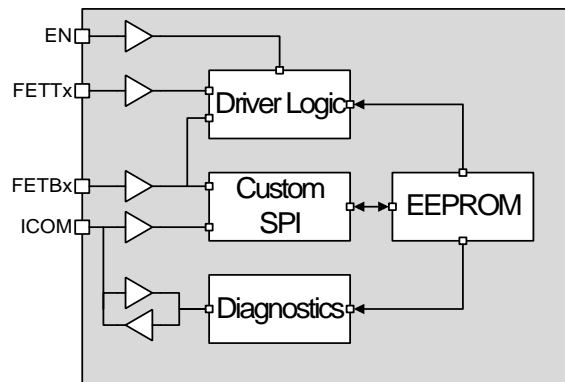 EN
FETTx
Driver Logic
FETBx
Custom
SPI
EEPROM
ICOM
Diagnostics